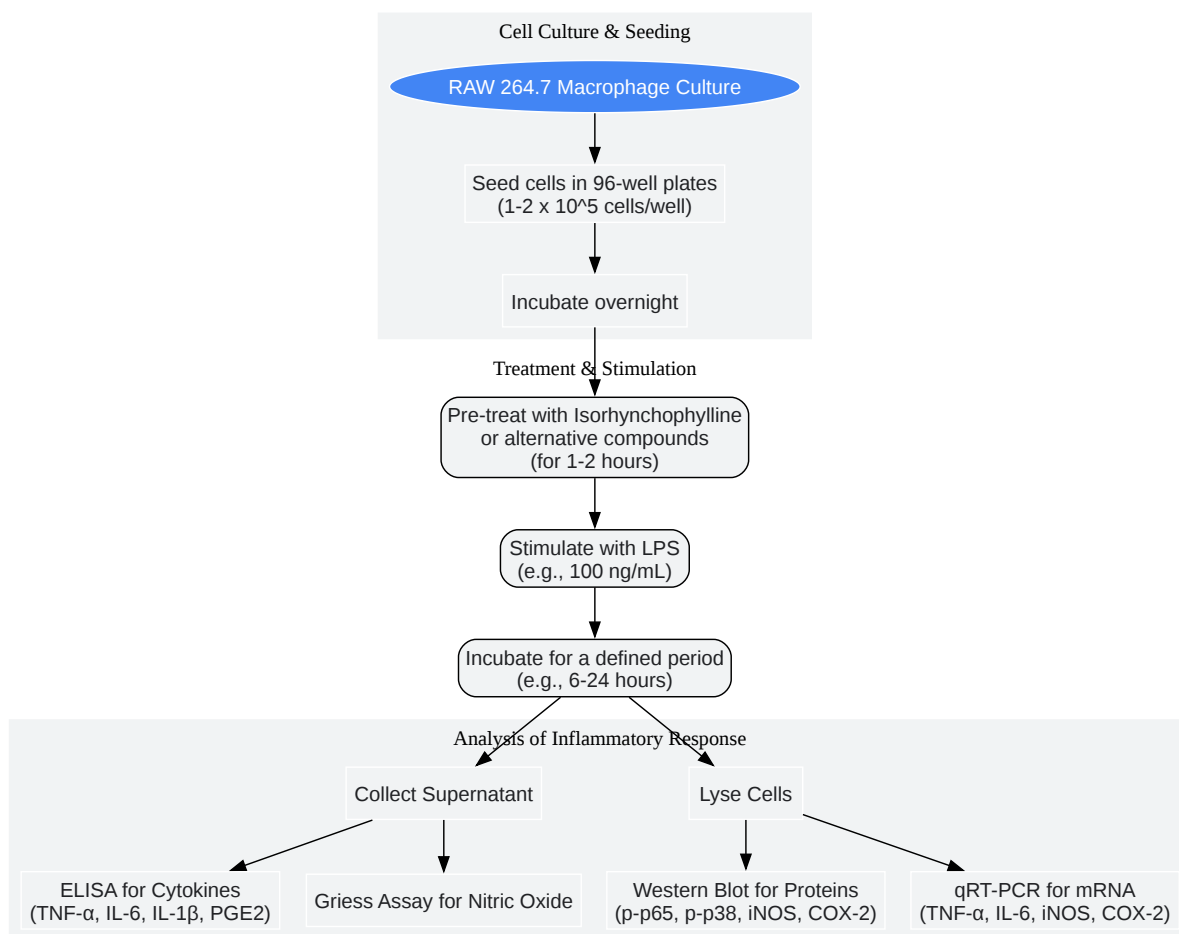 Cell Culture & Seeding
RAW 264.7 Macrophage Culture
Seed cells in 96-well plates
(1-2 x 10^5 cells/well)
Incubate overnight
Treatment & Stimulation
Pre-treat with Isorhynchophylline
or alternative compounds
(for 1-2 hours)
Stimulate with LPS
(e.g., 100 ng/mL)
Incubate for a defined period
(e.g., 6-24 hours)
Analysis of Inflammatory Response
Collect Supernatant
Lyse Cells
ELISA for Cytokines
(TNF-α, IL-6, IL-1β, PGE2)
Griess Assay for Nitric Oxide
Western Blot for Proteins
(p-p65, p-p38, iNOS, COX-2)
qRT-PCR for mRNA
(TNF-α, IL-6, iNOS, COX-2)